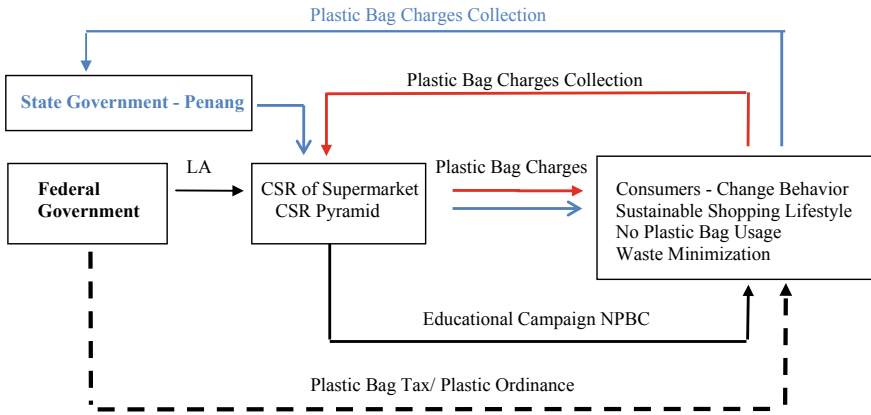 Plastic Bag Charges Collection
Plastic Bag Charges Collection
State Government - Penang
LA
Plastic Bag Charges
Federal
Government
CSR of Supermarket
CSR Pyramid
Consumers - Change Behavior
Sustainable Shopping Lifestyle
No Plastic Bag Usage
Waste Minimization
Educational Campaign NPBC
Plastic Bag Tax/ Plastic Ordinance